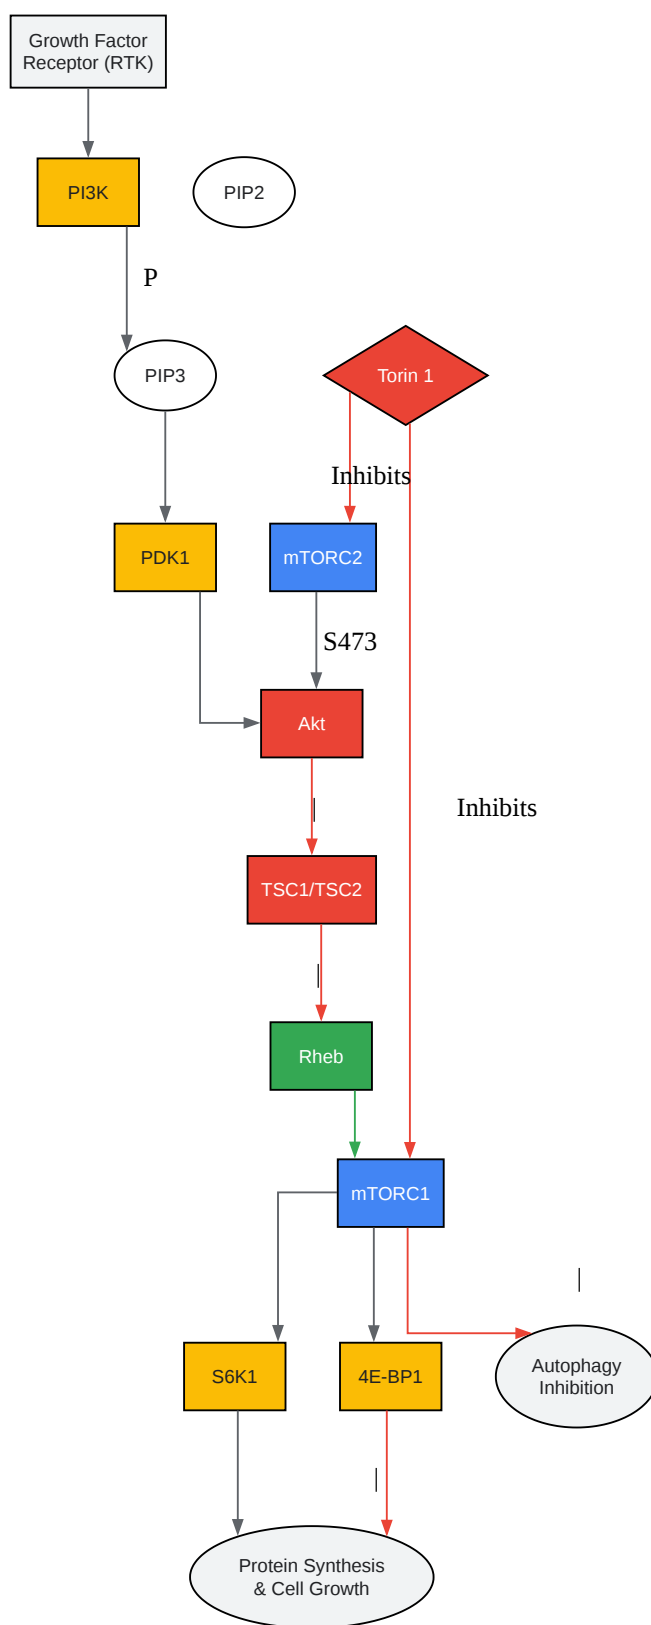 Growth Factor
Receptor (RTK)
PI3K
PIP2
P
PIP3
Torin 1
Inhibits
PDK1
mTORC2
S473
Akt
|
Inhibits
TSC1/TSC2
|
Rheb
mTORC1
|
S6K1
4E-BP1
Autophagy
Inhibition
|
Protein Synthesis
& Cell Growth